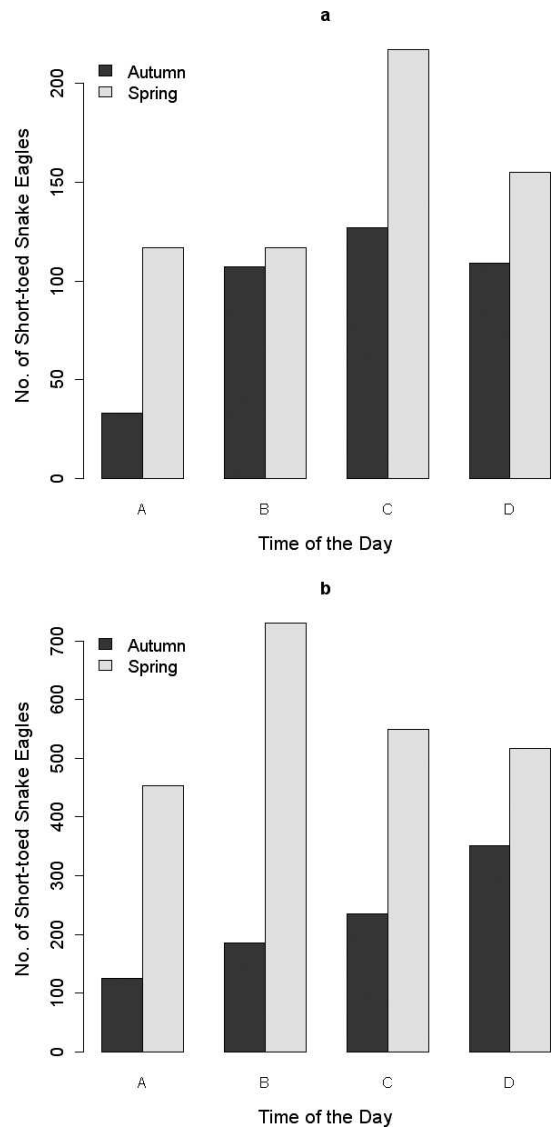 a
Autumn
Spring
No. of Short-toed Snake Eagles
0
50
100
150
200
A B C D
Time of the Day
b
Autumn
Spring
No. of Short-toed Snake Eagles
0
100
200
300
400
500
600
700
A B C D
Time of the Day